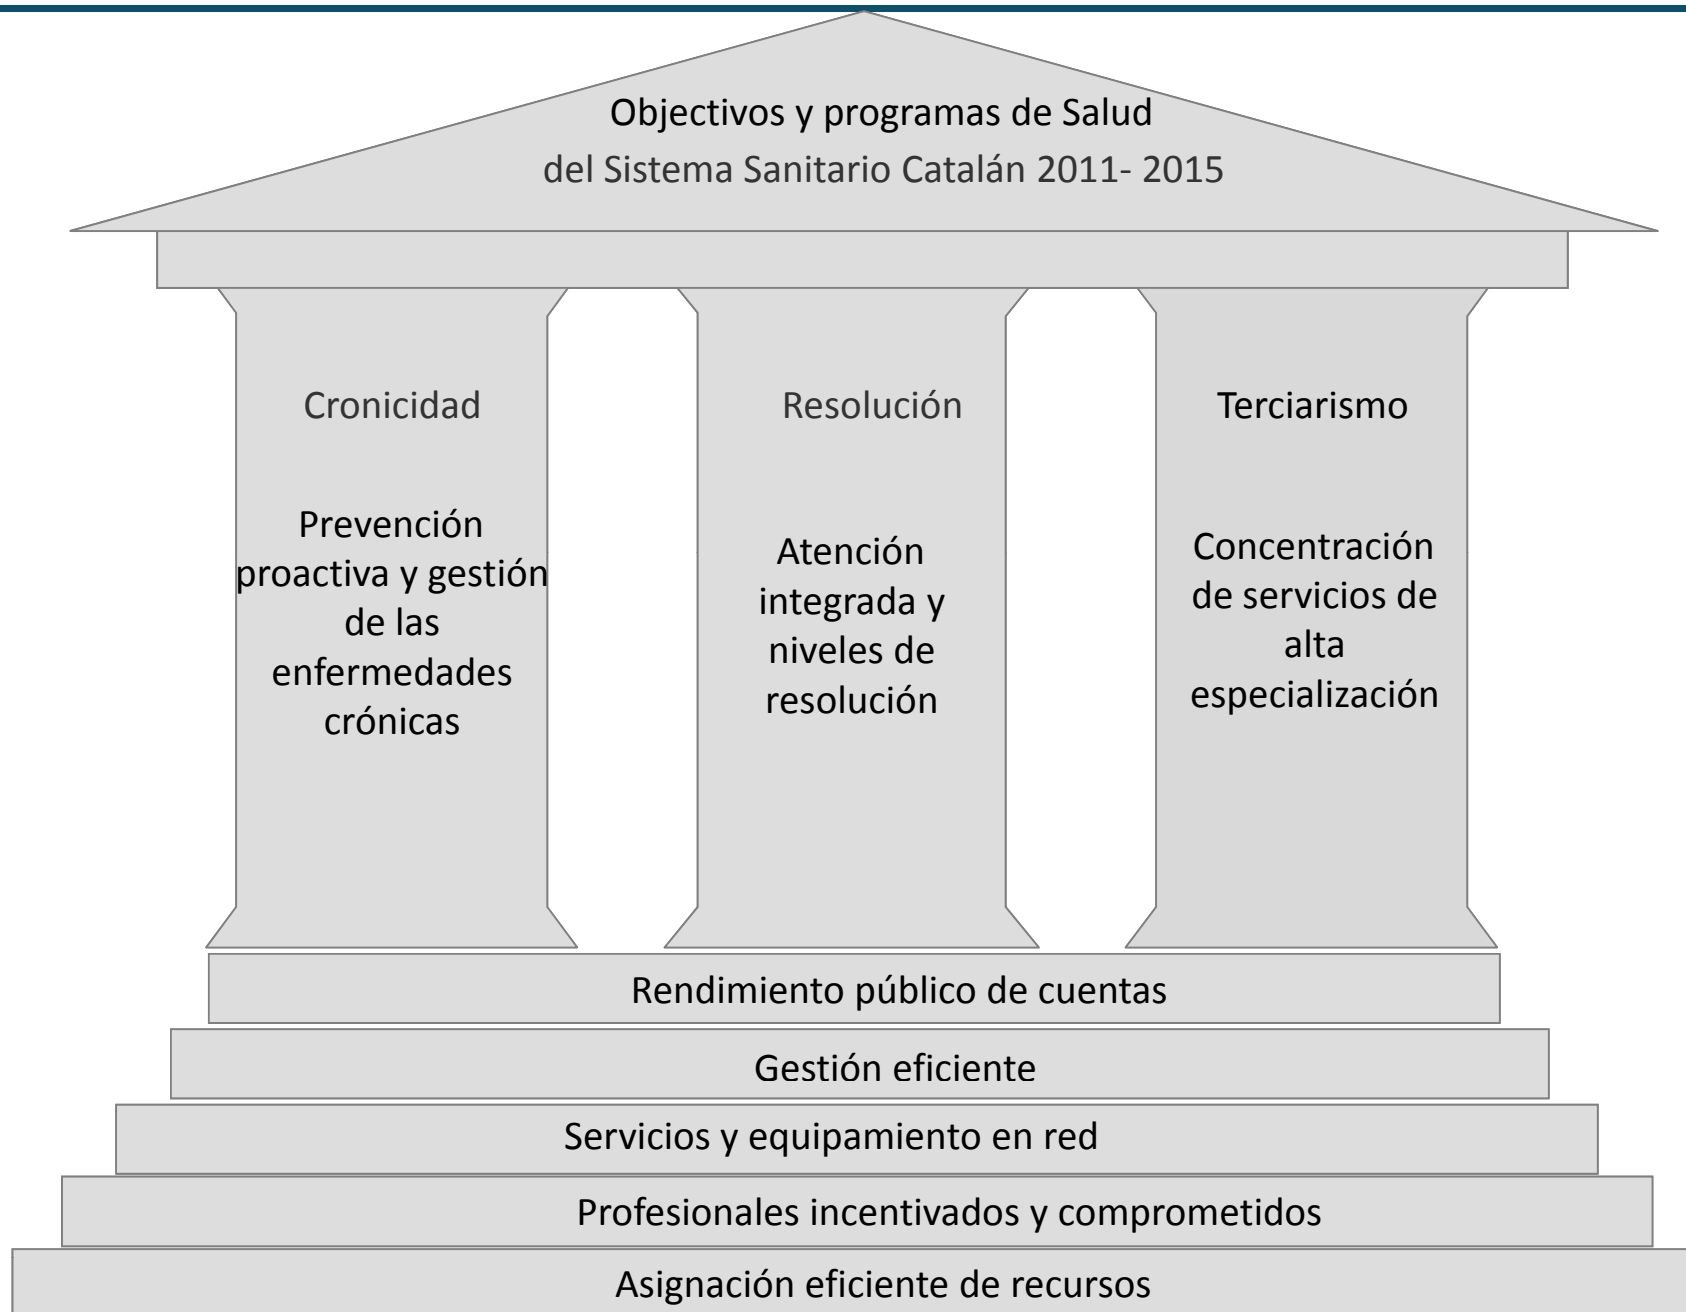 Objectivos y programas de Salud
del Sistema Sanitario Catalán 2011- 2015
Cronicidad
Prevención
proactiva y gestión
de las
enfermedades
crónicas
Resolución
Atención
integrada y
niveles de
resolución
Terciarismo
Concentración
de servicios de
alta
especialización
Rendimiento público de cuentas
Gestión eficiente
Servicios y equipamiento en red
Profesionales incentivados y comprometidos
Asignación eficiente de recursos